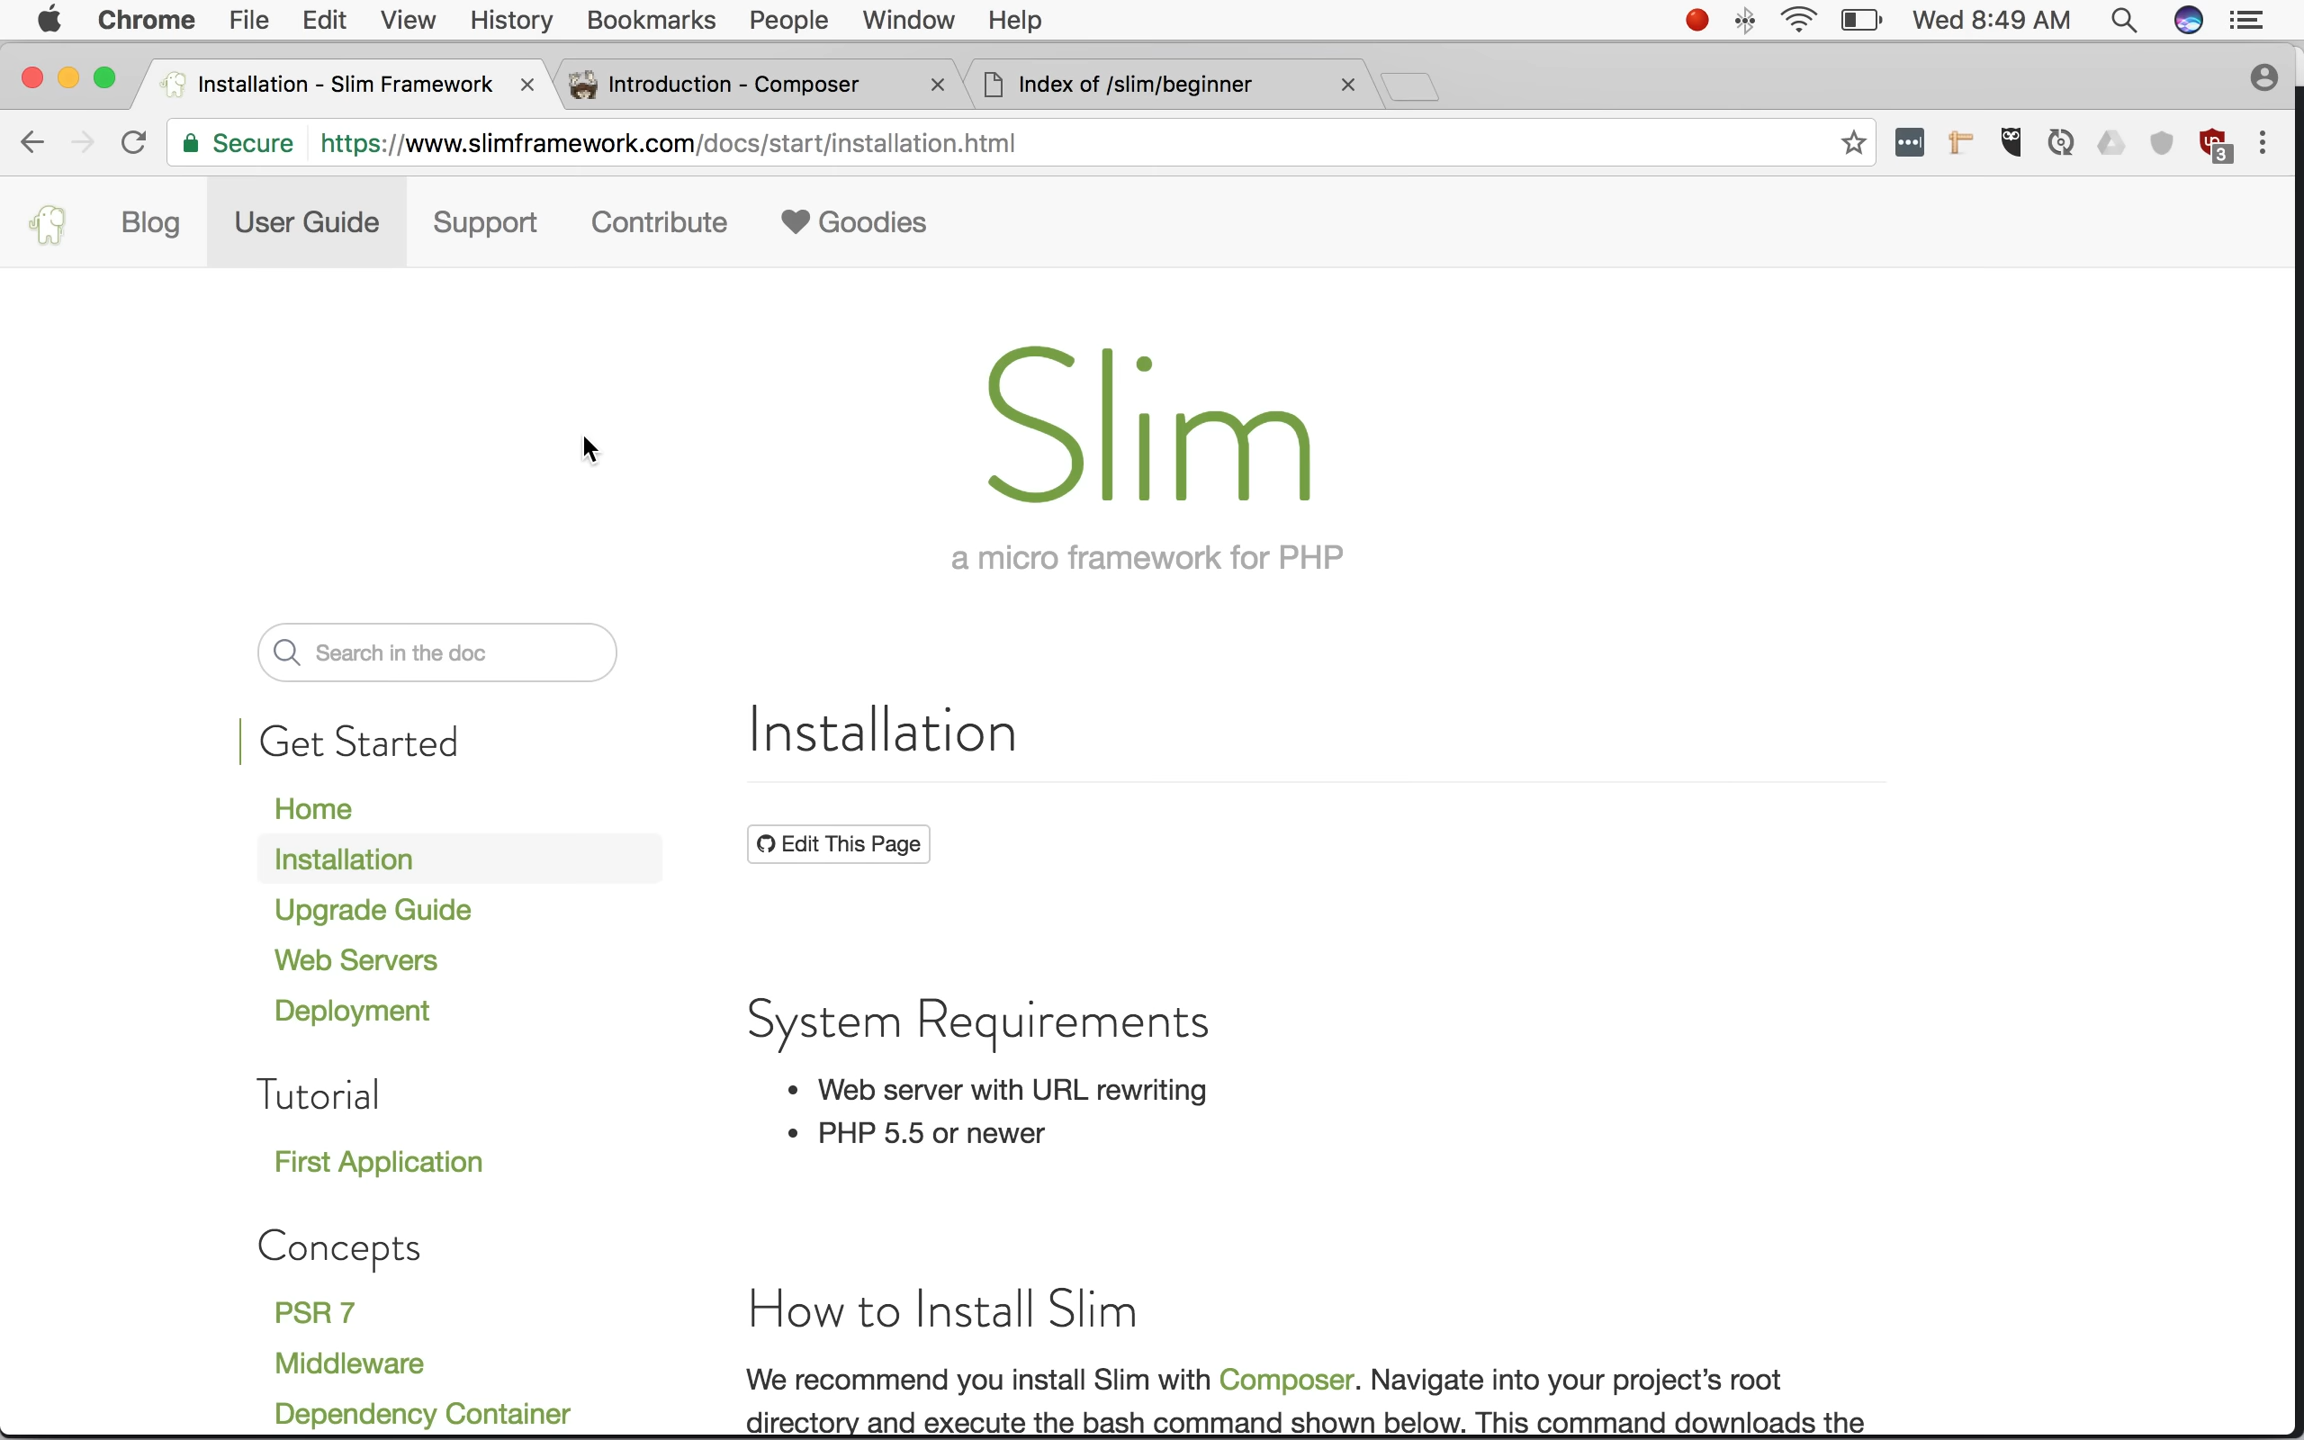 Chrome File Edit View History Bookmarks People Window Help Wed 8:49 AM
Installation - Slim Framework Introduction - Composer Index of /slim/beginner
Secure https://www.slimframework.com/docs/start/installation.html 3
Blog User Guide Support Contribute Goodies
Slim
a micro framework for PHP
Search in the doc
Get Started
Home
Installation
Upgrade Guide
Web Servers
Deployment
Tutorial
First Application
Concepts
PSR 7
Middleware
Dependency Container
Installation
Edit This Page
System Requirements
• Web server with URL rewriting
• PHP 5.5 or newer
How to Install Slim
We recommend you install Slim with Composer. Navigate into your project's root
directory and execute the bash command shown below. This command downloads the